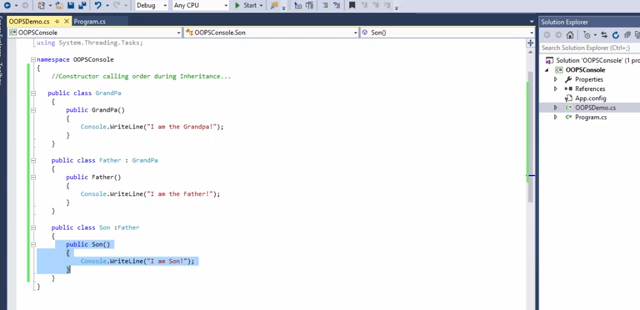 Debug Any CPU Start
OOPSDemo.cs Program.cs
OOPSConsole OOPSConsole.Son Son()
using System.Threading.Tasks;
namespace OOPSConsole
{
//Constructor calling order during Inheritance...
public class GrandPa
{
public GrandPa()
{
Console.WriteLine("I am the Grandpa!");
}
}
public class Father : GrandPa
{
public Father()
{
Console.WriteLine("I am the Father!");
}
}
public class Son :Father
{
public Son()
{
Console.WriteLine("I am Son!");
}
}
}
Solution Explorer
Search Solution Explorer
Solution 'OOPSConsole' (1 pro
OOPSConsole
Properties
References
App.config
OOPSDemo.cs
Program.cs